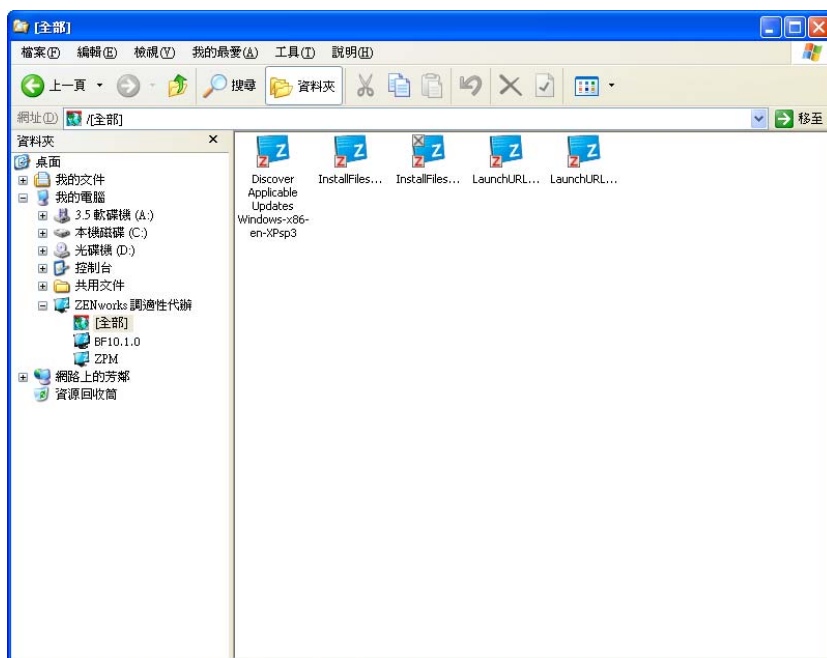 [全部]
檔案(F) 編輯(E) 檢視(V) 我的最愛(A) 工具(T) 說明(H)
上一頁 搜尋 資料夾
網址(D) /[全部] 移至
資料夾
桌面
我的文件
我的電腦
3.5 軟碟機 (A:)
本機磁碟 (C:)
光碟機 (D:)
控制台
共用文件
ZENworks 調適性代辦
[全部]
BF10.1.0
ZPM
網路上的芳鄰
資源回收筒
Discover
Applicable
Updates
Windows-x86-
en-XPsp3
InstallFiles...
InstallFiles...
LaunchURL...
LaunchURL...